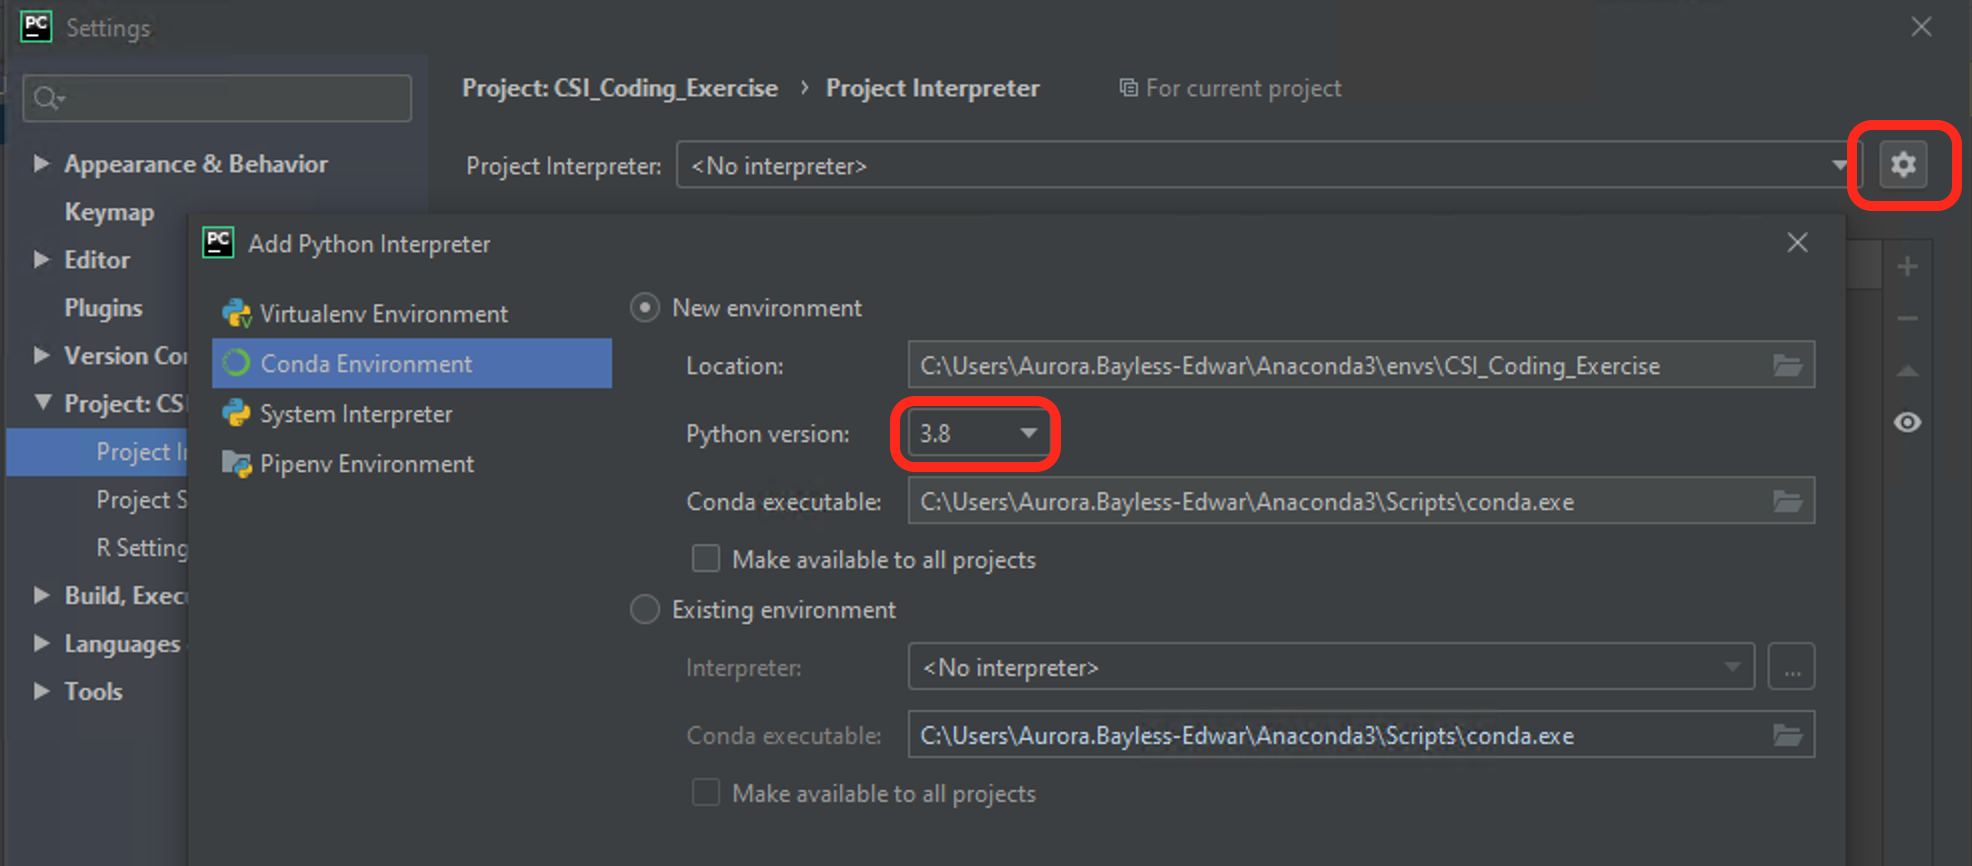 PC Settings
Project: CSI_Coding_Exercise › Project Interpreter For current project
Appearance & Behavior
Project Interpreter: <No interpreter>
Keymap
PC Add Python Interpreter
Editor
Plugins
Version Con
Project: CSI
Project In
Project S
R Setting
Build, Exec
Languages
Tools
Virtualenv Environment
Conda Environment
System Interpreter
Pipenv Environment
New environment
Location: C:\Users\Aurora.Bayless-Edwar\Anaconda3\envs\CSI_Coding_Exercise
Python version: 3.8
Conda executable: C:\Users\Aurora.Bayless-Edwar\Anaconda3\Scripts\conda.exe
Make available to all projects
Existing environment
Interpreter: <No interpreter> ...
Conda executable: C:\Users\Aurora.Bayless-Edwar\Anaconda3\Scripts\conda.exe
Make available to all projects